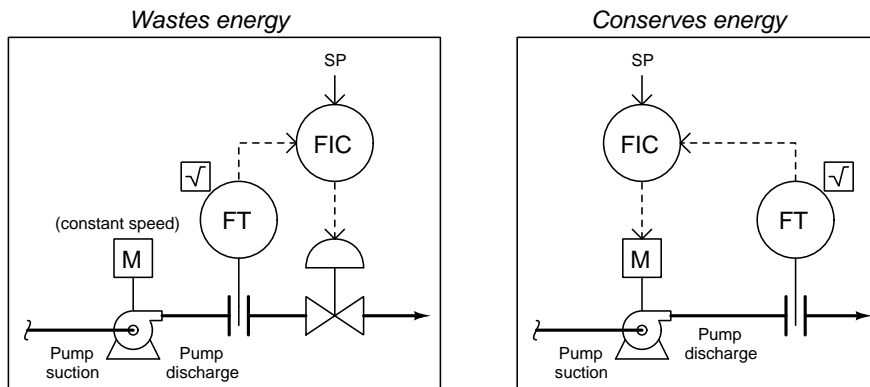 Wastes energy
SP
FIC
√
FT
(constant speed)
M
Pump
suction
Pump
discharge
Conserves energy
SP
FIC
√
FT
M
Pump
suction
Pump
discharge